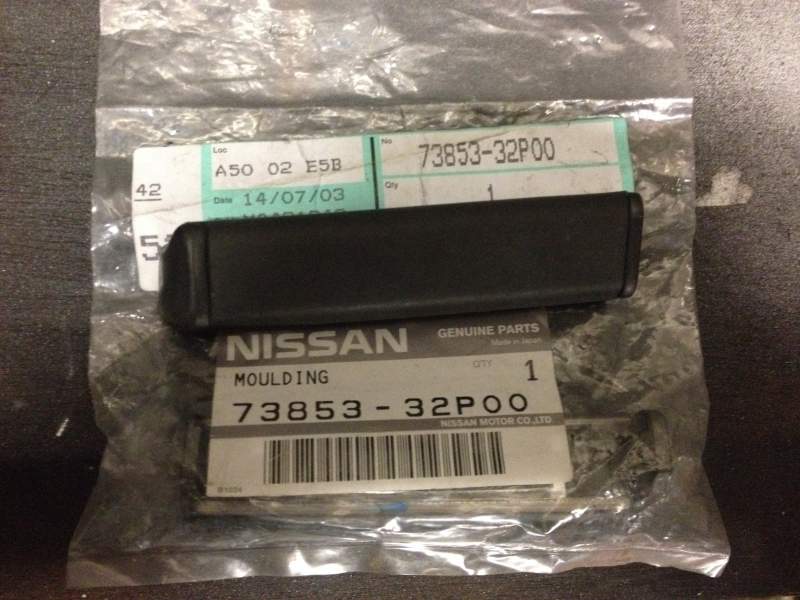 Loc
A50 02 E5B
Date 14/07/03
No
73853-32P00
Qty
1
42
NISSAN
GENUINE PARTS
Made in Japan
MOULDING
QTY
1
73853-32P00
NISSAN MOTOR CO.,LTD